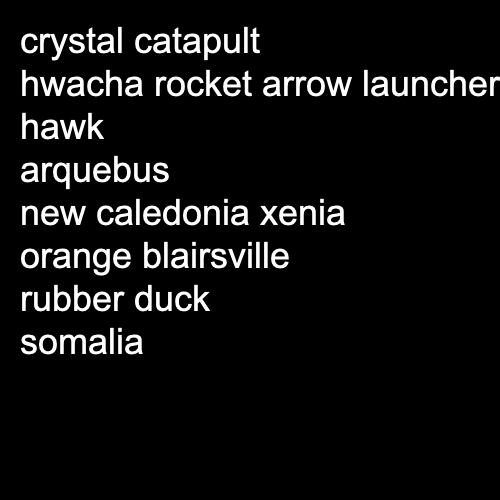 crystal catapult
hwacha rocket arrow launcher
hawk
arquebus
new caledonia xenia
orange blairsville
rubber duck
somalia